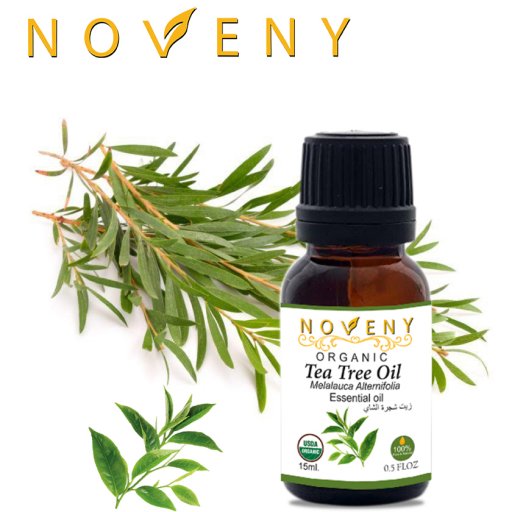 NOVENY
NOVENY
ORGANIC
Tea Tree Oil
Melalauca Alternifolia
Essential oil
زيت شجرة الشاي
USDA
ORGANIC
100%
15ml.
0.5 FLOZ